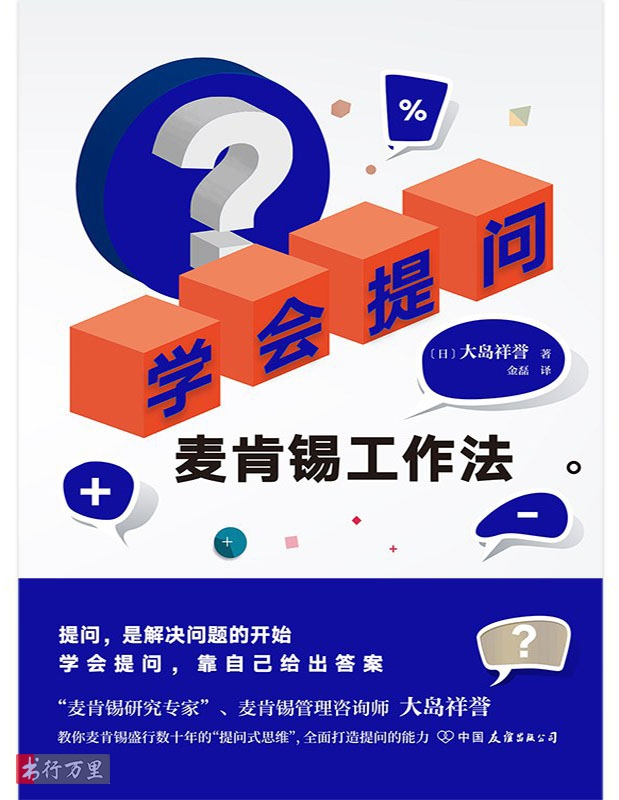 ?
%
学会提问
〔日〕大岛祥誉 著
金磊 译
麦肯锡工作法。
+
-
+
提问，是解决问题的开始
学会提问，靠自己给出答案
?
“麦肯锡研究专家”、麦肯锡管理咨询师 大岛祥誉
教你麦肯锡盛行数十年的“提问式思维”，全面打造提问的能力 中国友谊出版公司
书行万里